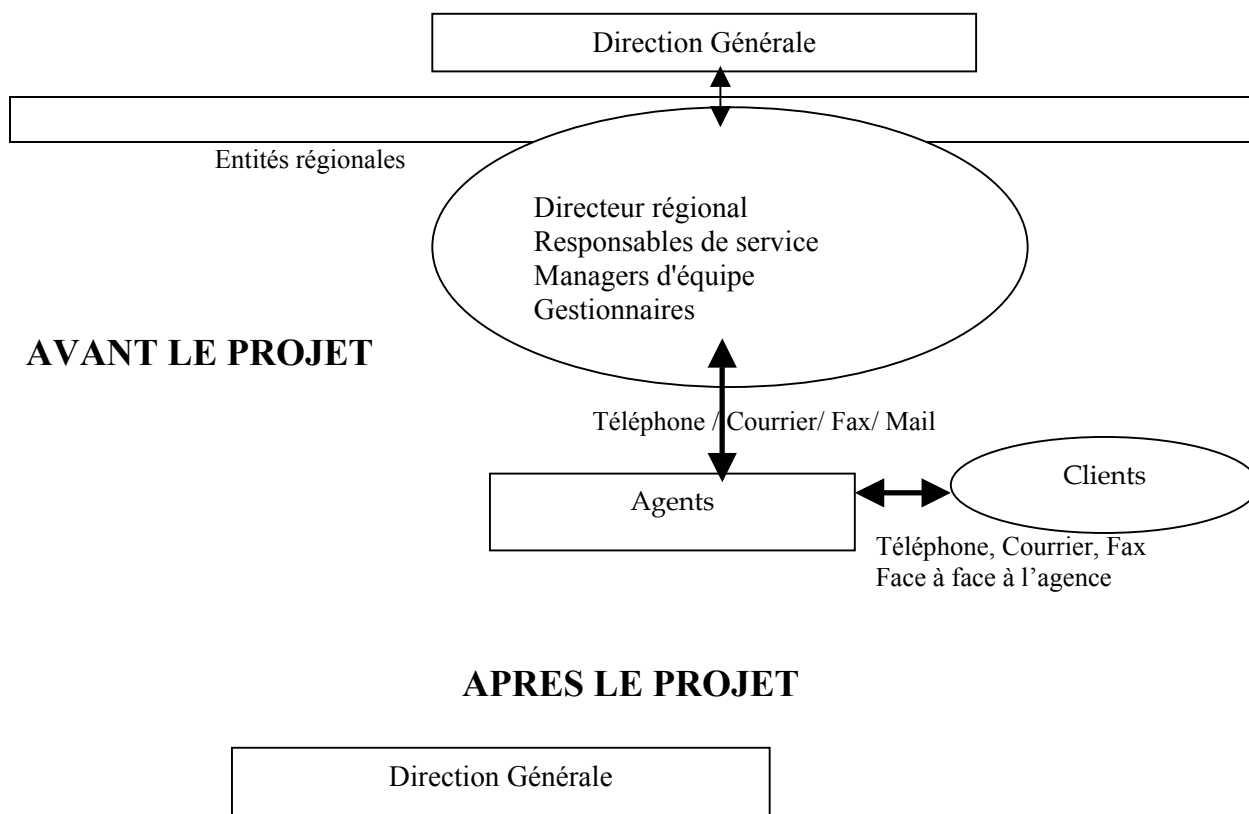 Direction Générale
Entités régionales
Directeur régional
Responsables de service
Managers d'équipe
Gestionnaires
AVANT LE PROJET
Téléphone / Courrier/ Fax/ Mail
Agents
Clients
Téléphone, Courrier, Fax
Face à face à l’agence
APRES LE PROJET
Direction Générale